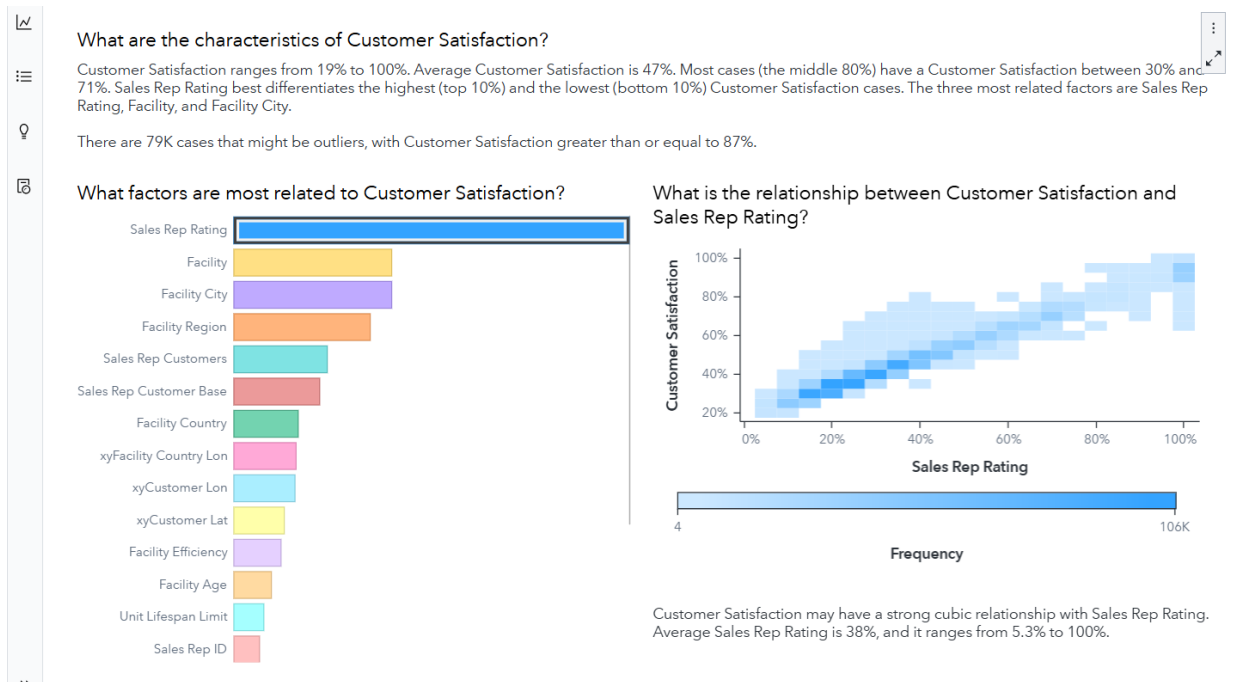 What are the characteristics of Customer Satisfaction?
Customer Satisfaction ranges from 19% to 100%. Average Customer Satisfaction is 47%. Most cases (the middle 80%) have a Customer Satisfaction between 30% and
71%. Sales Rep Rating best differentiates the highest (top 10%) and the lowest (bottom 10%) Customer Satisfaction cases. The three most related factors are Sales Rep
Rating, Facility, and Facility City.
There are 79K cases that might be outliers, with Customer Satisfaction greater than or equal to 87%.
What factors are most related to Customer Satisfaction?
Sales Rep Rating
Facility
Facility City
Facility Region
Sales Rep Customers
Sales Rep Customer Base
Facility Country
xyFacility Country Lon
xyCustomer Lon
xyCustomer Lat
Facility Efficiency
Facility Age
Unit Lifespan Limit
Sales Rep ID
What is the relationship between Customer Satisfaction and
Sales Rep Rating?
Customer Satisfaction
100%
80%
60%
40%
20%
0% 20% 40% 60% 80% 100%
Sales Rep Rating
4 106K
Frequency
Customer Satisfaction may have a strong cubic relationship with Sales Rep Rating.
Average Sales Rep Rating is 38%, and it ranges from 5.3% to 100%.